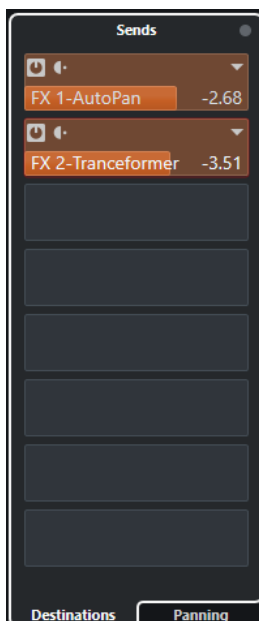 Sends
FX 1-AutoPan -2.68
FX 2-Tranceformer -3.51
Destinations Panning